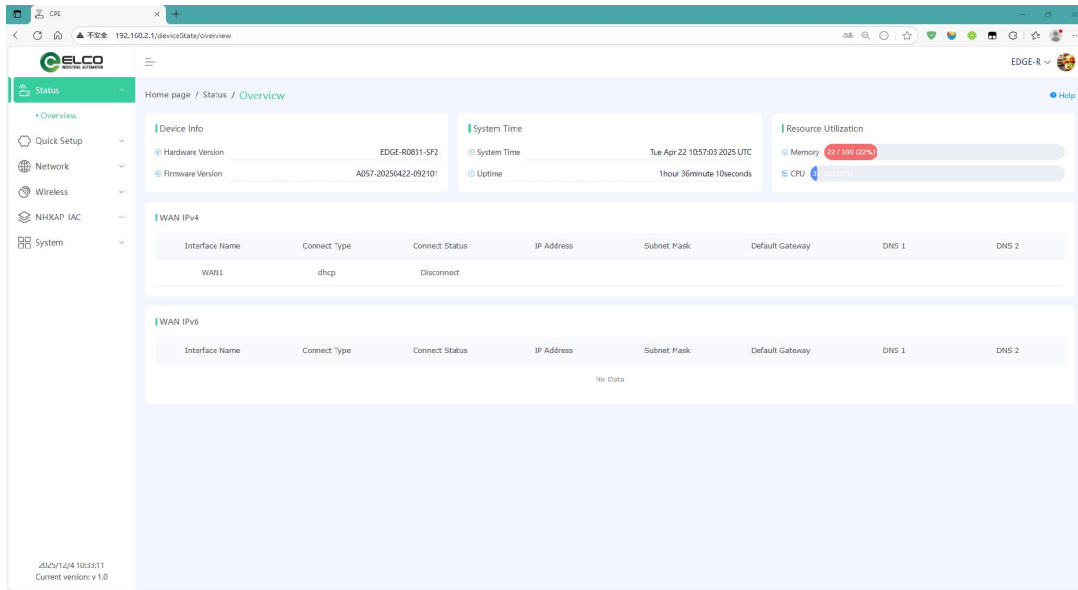 CPE
不安全 192.160.2.1/deviceState/overview
ELCO
INDUSTRIAL AUTOMATION
EDGE-R
Status
Home page / Status / Overview
Help
• Overview
Quick Setup
Network
Wireless
NHXAP IAC
System
Device Info
Hardware Version EDGE-R0831-SF2
Firmware Version A057-20250422-092101
System Time
System Time Tue Apr 22 10:57:03 2025 UTC
Uptime 1hour 36minute 10seconds
Resource Utilization
Memory 22 / 100 (22%)
CPU 3
WAN IPv4
Interface Name Connect Type Connect Status IP Address Subnet Mask Default Gateway DNS 1 DNS 2
WAN1 dhcp Disconnect
WAN IPv6
Interface Name Connect Type Connect Status IP Address Subnet Mask Default Gateway DNS 1 DNS 2
No Data
2025/12/4 10:33:11
Current version: v 1.0